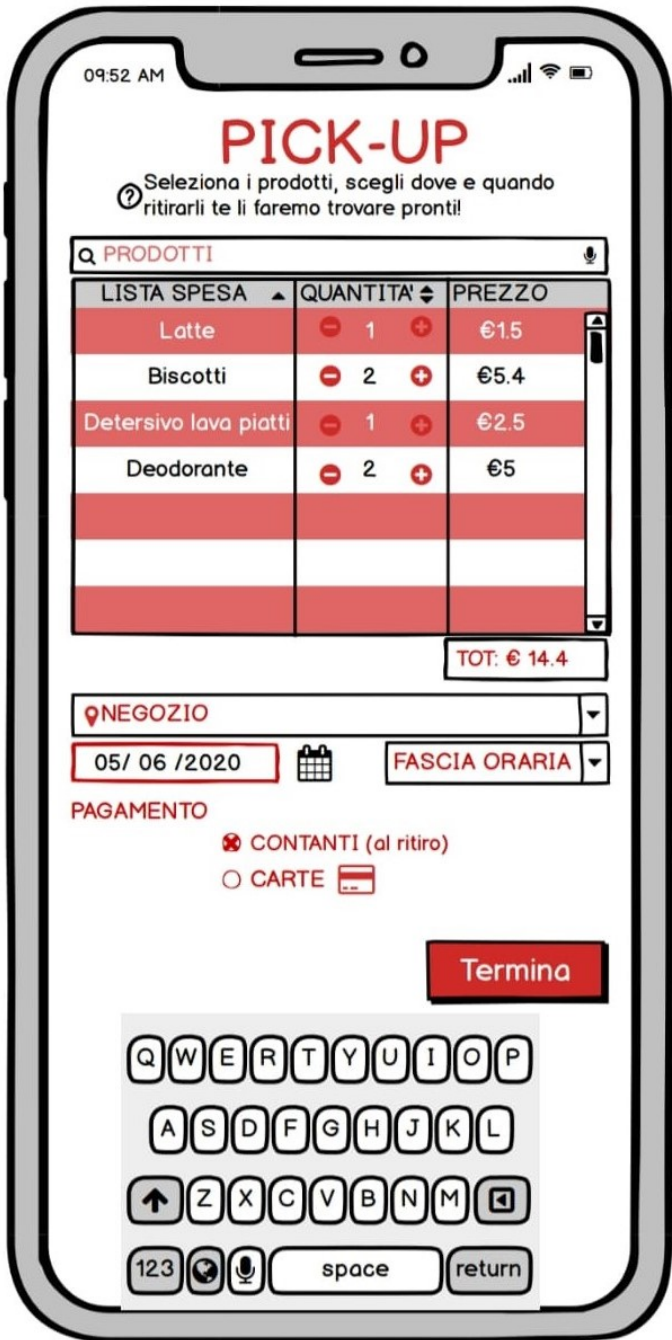 09:52 AM
PICK-UP
Seleziona i prodotti, scegli dove e quando
ritirarli te li faremo trovare pronti!
PRODOTTI
LISTA SPESA QUANTITA' PREZZO
Latte 1 €1.5
Biscotti 2 €5.4
Detersivo lava piatti 1 €2.5
Deodorante 2 €5
TOT: € 14.4
NEGOZIO
05/ 06 /2020 FASCIA ORARIA
PAGAMENTO
CONTANTI (al ritiro)
CARTE
Termina
Q W E R T Y U I O P
A S D F G H J K L
Z X C V B N M
123 space return